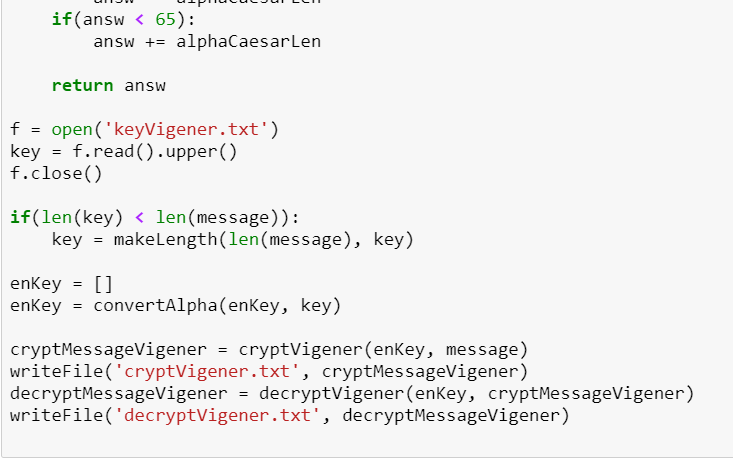 if(answ < 65):
        answ += alphaCaesarLen

    return answ

f = open('keyVigener.txt')
key = f.read().upper()
f.close()

if(len(key) < len(message)):
    key = makeLength(len(message), key)

enKey = []
enKey = convertAlpha(enKey, key)

cryptMessageVigener = cryptVigener(enKey, message)
writeFile('cryptVigener.txt', cryptMessageVigener)
decryptMessageVigener = decryptVigener(enKey, cryptMessageVigener)
writeFile('decryptVigener.txt', decryptMessageVigener)